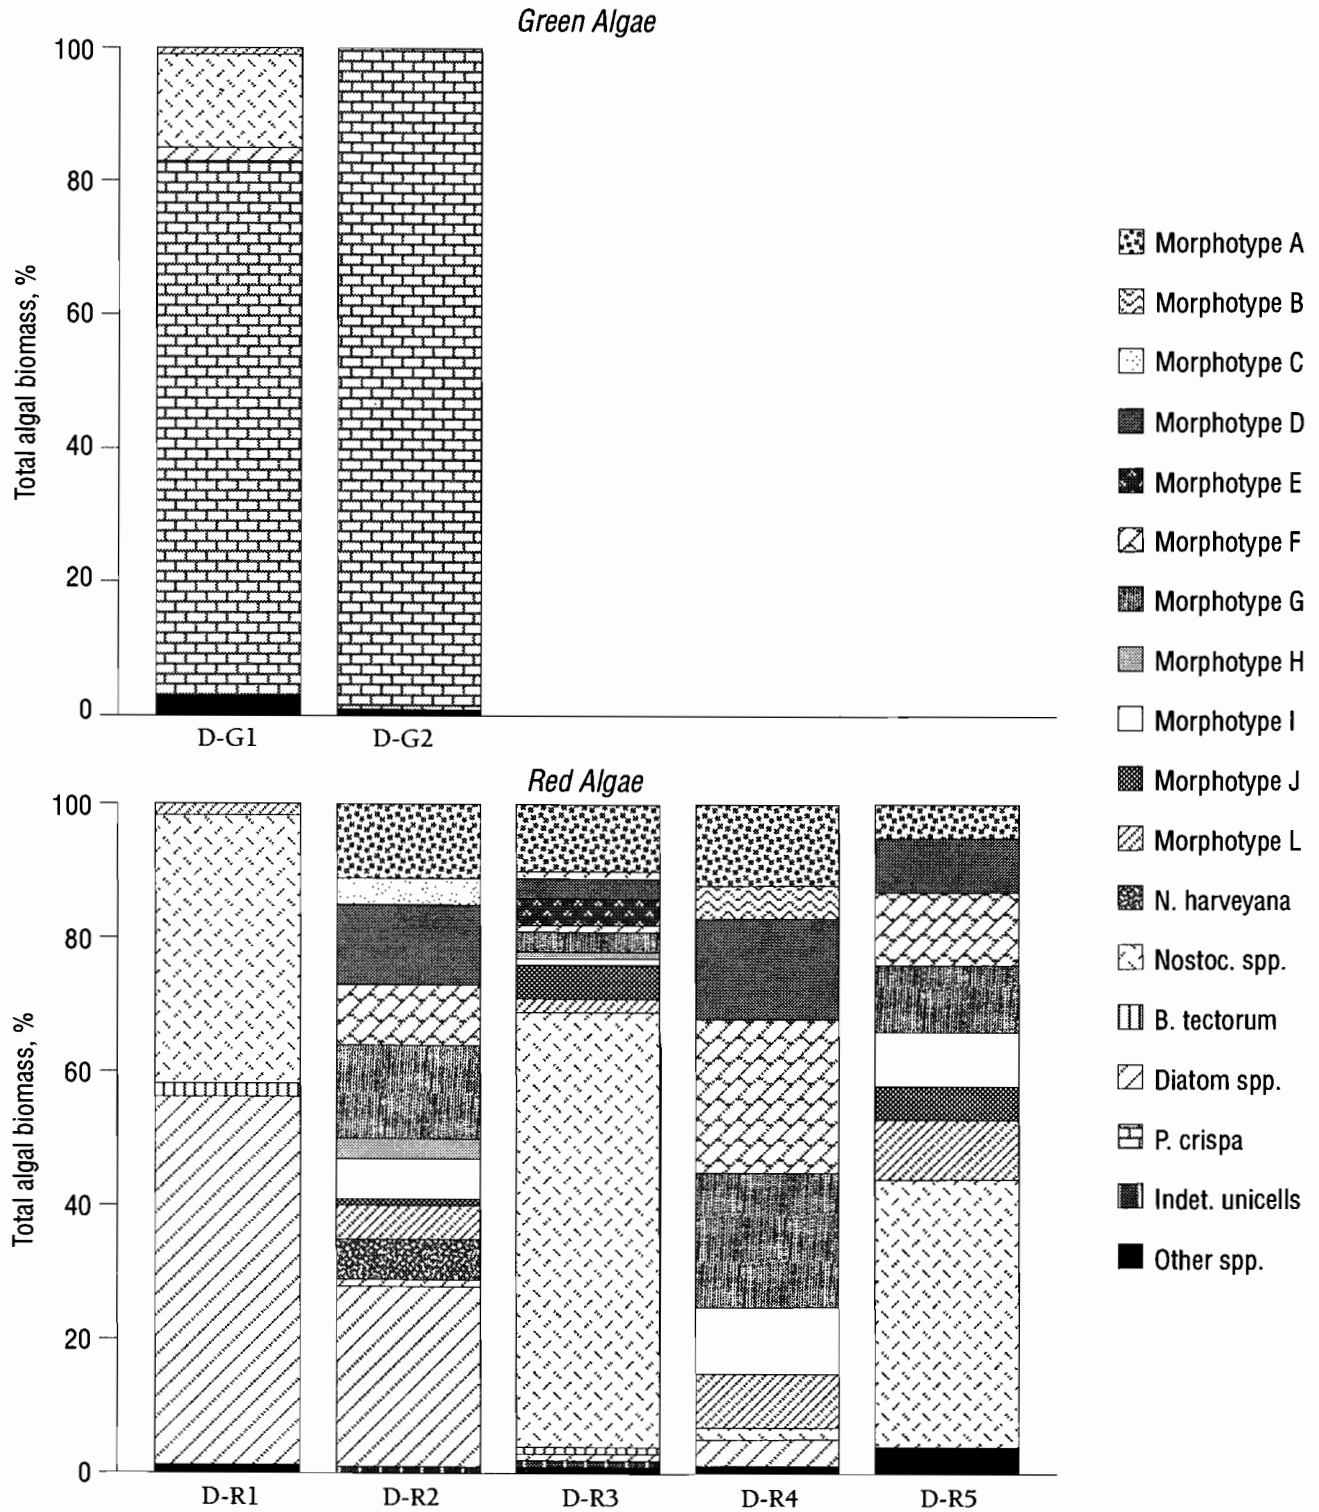 Green Algae
100
80
60
40
20
0
Total algal biomass, %
D-G1 D-G2
Red Algae
100
80
60
40
20
0
Total algal biomass, %
D-R1 D-R2 D-R3 D-R4 D-R5
Morphotype A
Morphotype B
Morphotype C
Morphotype D
Morphotype E
Morphotype F
Morphotype G
Morphotype H
Morphotype I
Morphotype J
Morphotype L
N. harveyana
Nostoc. spp.
B. tectorum
Diatom spp.
P. crispa
Indet. unicells
Other spp.